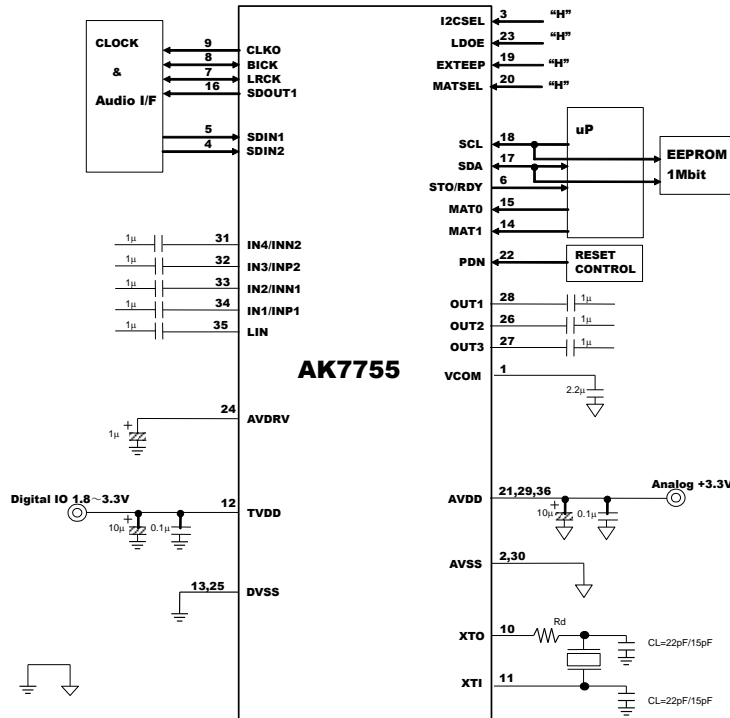 CLOCK
&
Audio I/F
9 CLKO
8 BICK
7 LRCK
16 SDOUT1
5 SDIN1
4 SDIN2
1μ 31 IN4/INN2
1μ 32 IN3/INP2
1μ 33 IN2/INN1
1μ 34 IN1/INP1
1μ 35 LIN
AK7755
24 AVDRV
+
1μ
Digital IO 1.8~3.3V
12 TVDD
+
10μ 0.1μ
13,25 DVSS
I2CSEL 3 “H”
LDOE 23 “H”
EXTEEP 19 “H”
MATSEL 20 “H”
uP
SCL 18
SDA 17
STO/RDY 6
MAT0 15
MAT1 14
EEPROM
1Mbit
PDN 22
RESET
CONTROL
OUT1 28 1μ
OUT2 26 1μ
OUT3 27 1μ
VCOM 1
2.2μ
AVDD 21,29,36
Analog +3.3V
+
10μ 0.1μ
AVSS 2,30
XTO 10 Rd
CL=22pF/15pF
XTI 11
CL=22pF/15pF